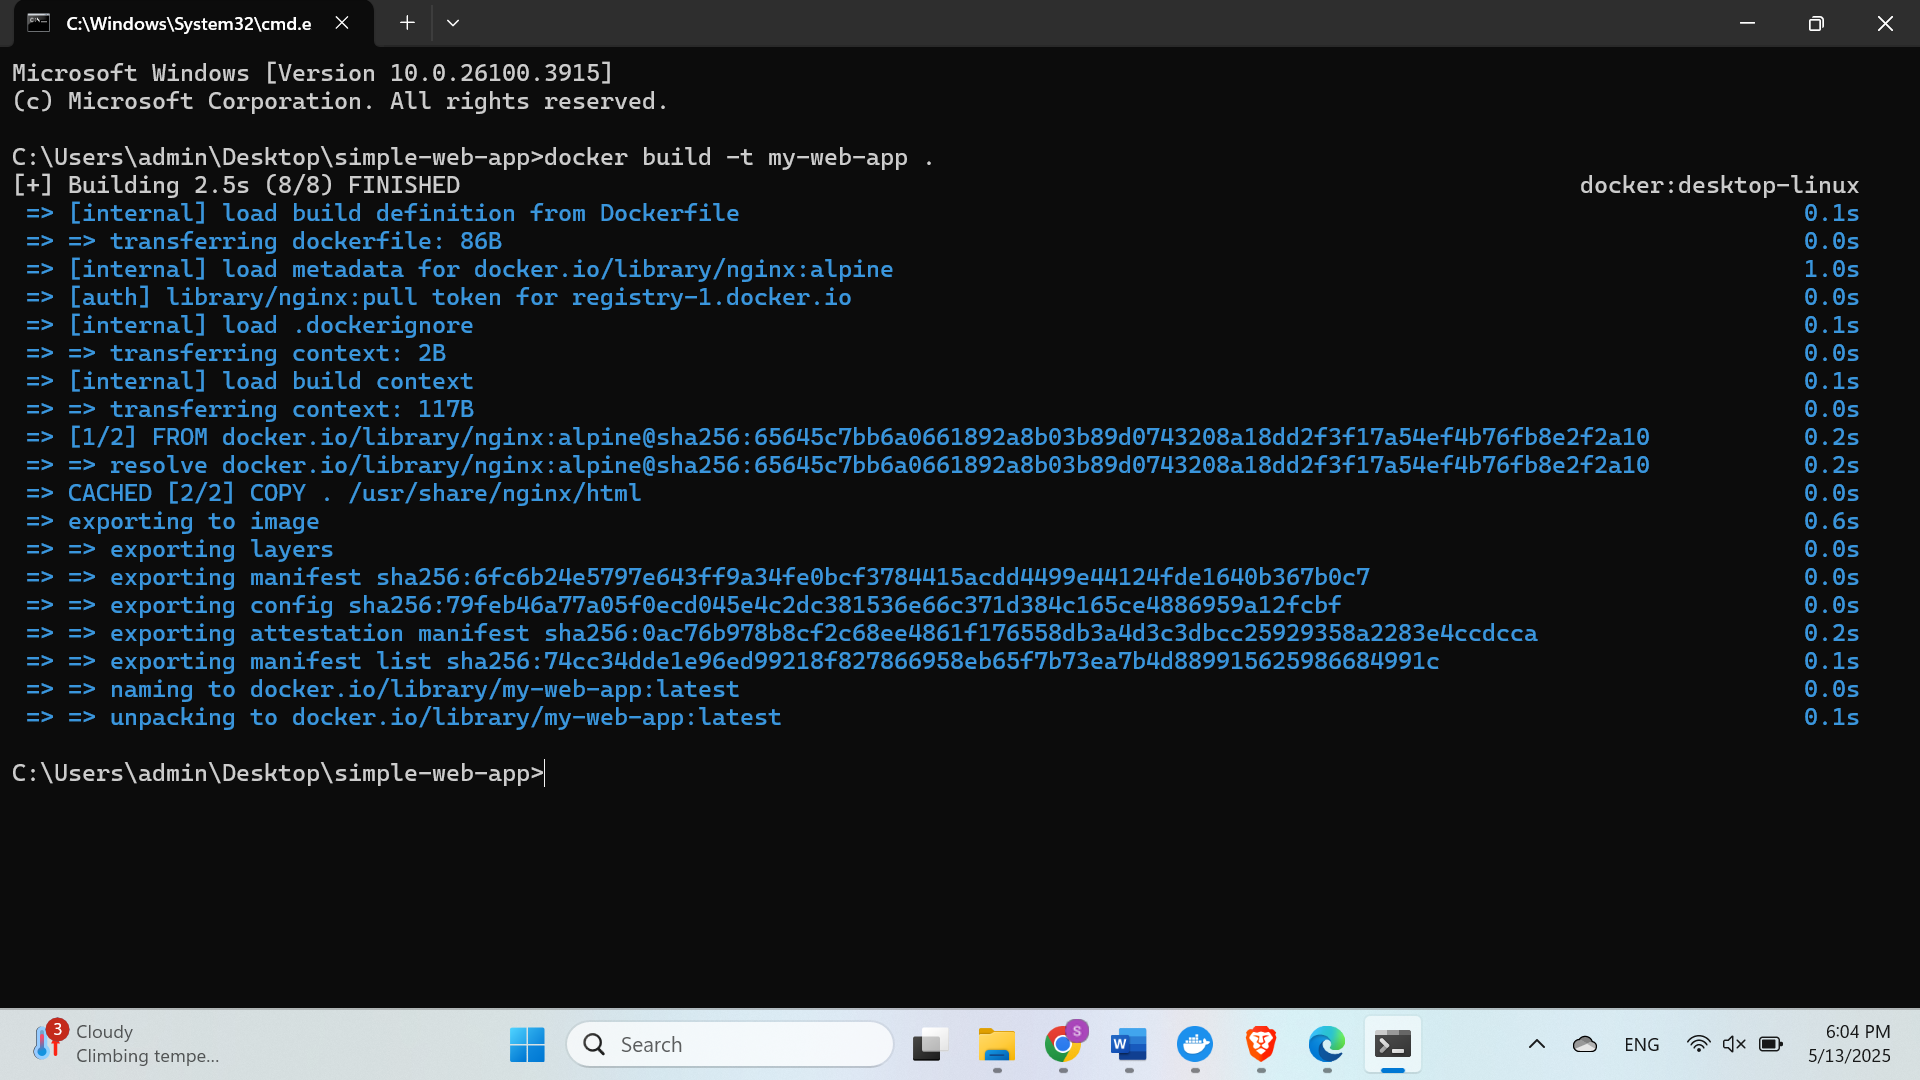 C:\Windows\System32\cmd.e
Microsoft Windows [Version 10.0.26100.3915]
(c) Microsoft Corporation. All rights reserved.
C:\Users\admin\Desktop\simple-web-app>docker build -t my-web-app .
[+] Building 2.5s (8/8) FINISHED docker:desktop-linux
=> [internal] load build definition from Dockerfile 0.1s
=> => transferring dockerfile: 86B 0.0s
=> [internal] load metadata for docker.io/library/nginx:alpine 1.0s
=> [auth] library/nginx:pull token for registry-1.docker.io 0.0s
=> [internal] load .dockerignore 0.1s
=> => transferring context: 2B 0.0s
=> [internal] load build context 0.1s
=> => transferring context: 117B 0.0s
=> [1/2] FROM docker.io/library/nginx:alpine@sha256:65645c7bb6a0661892a8b03b89d0743208a18dd2f3f17a54ef4b76fb8e2f2a10 0.2s
=> => resolve docker.io/library/nginx:alpine@sha256:65645c7bb6a0661892a8b03b89d0743208a18dd2f3f17a54ef4b76fb8e2f2a10 0.2s
=> CACHED [2/2] COPY . /usr/share/nginx/html 0.0s
=> exporting to image 0.6s
=> => exporting layers 0.0s
=> => exporting manifest sha256:6fc6b24e5797e643ff9a34fe0bcf3784415acdd4499e44124fde1640b367b0c7 0.0s
=> => exporting config sha256:79feb46a77a05f0ecd045e4c2dc381536e66c371d384c165ce4886959a12fcbf 0.0s
=> => exporting attestation manifest sha256:0ac76b978b8cf2c68ee4861f176558db3a4d3c3dbcc25929358a2283e4ccdcca 0.2s
=> => exporting manifest list sha256:74cc34dde1e96ed99218f827866958eb65f7b73ea7b4d889915625986684991c 0.1s
=> => naming to docker.io/library/my-web-app:latest 0.0s
=> => unpacking to docker.io/library/my-web-app:latest 0.1s
C:\Users\admin\Desktop\simple-web-app>
3
Cloudy
Climbing tempe...
Search
S
W
ENG
6:04 PM
5/13/2025